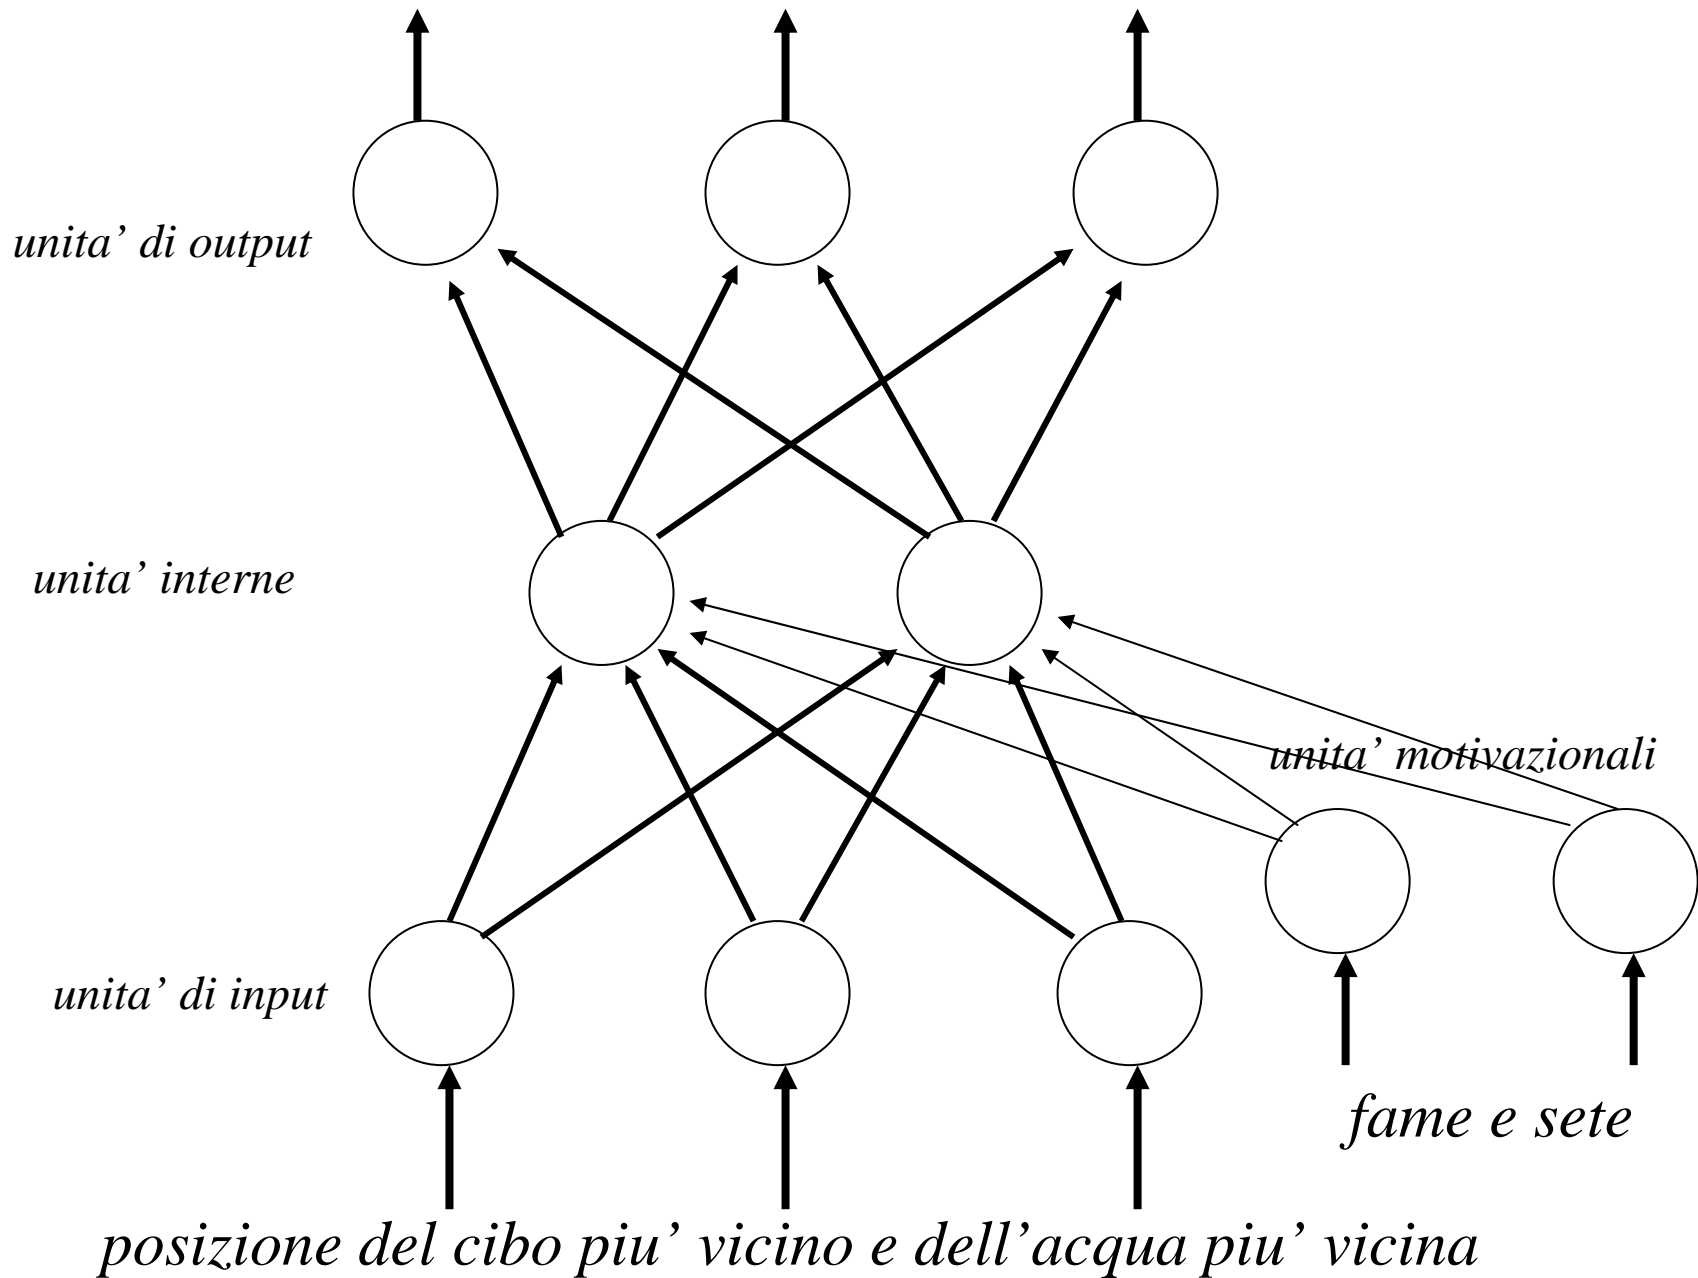 unita’ di output
unita’ interne
unita’ motivazionali
unita’ di input
fame e sete
posizione del cibo piu’ vicino e dell’acqua piu’ vicina